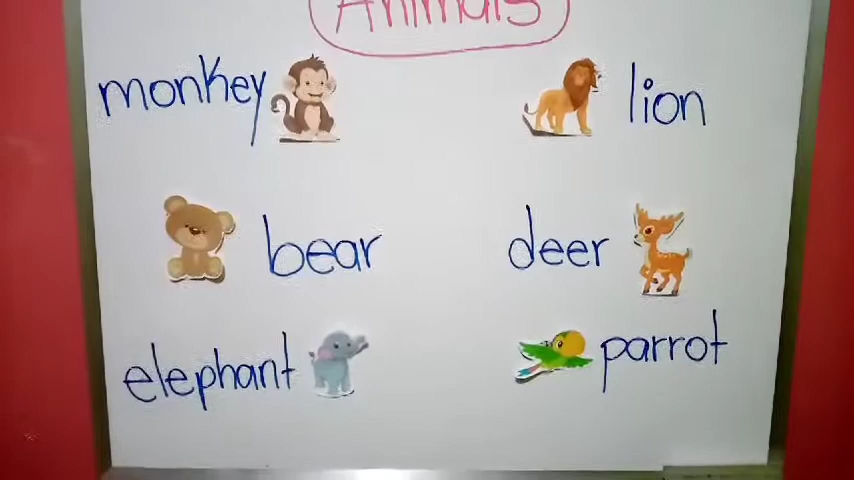 Animals
monkey
lion
bear
deer
elephant
parrot